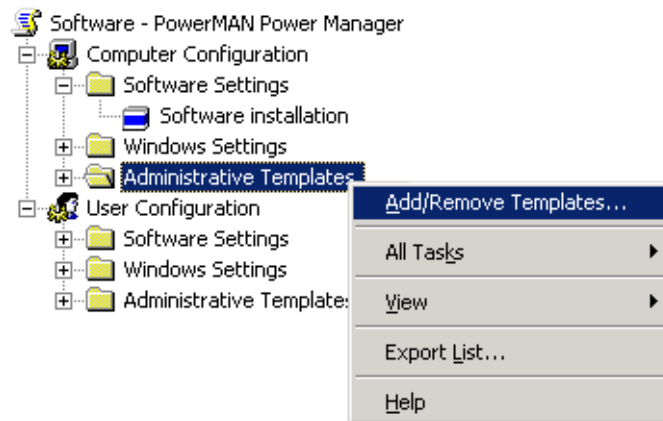 Software - PowerMAN Power Manager
Computer Configuration
Software Settings
Software installation
Windows Settings
Administrative Templates
User Configuration
Software Settings
Windows Settings
Administrative Templates
Add/Remove Templates...
All Tasks
View
Export List...
Help